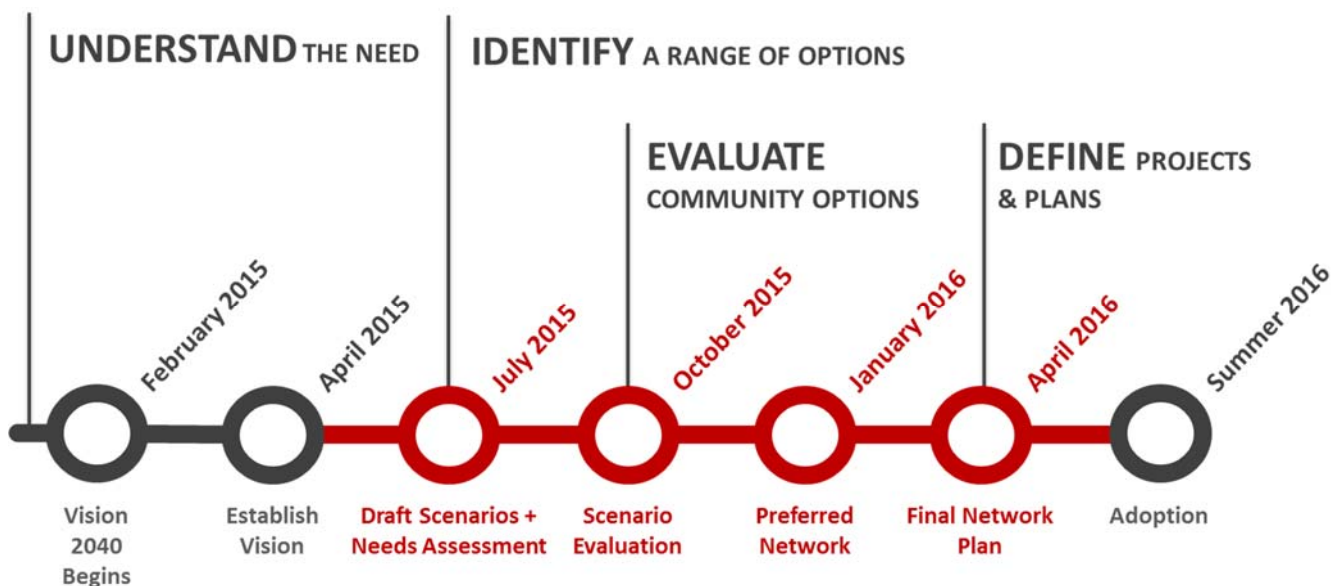 UNDERSTAND THE NEED
IDENTIFY A RANGE OF OPTIONS
EVALUATE
COMMUNITY OPTIONS
DEFINE PROJECTS
& PLANS
February 2015
April 2015
July 2015
October 2015
January 2016
April 2016
Summer 2016
Vision
2040
Begins
Establish
Vision
Draft Scenarios +
Needs Assessment
Scenario
Evaluation
Preferred
Network
Final Network
Plan
Adoption